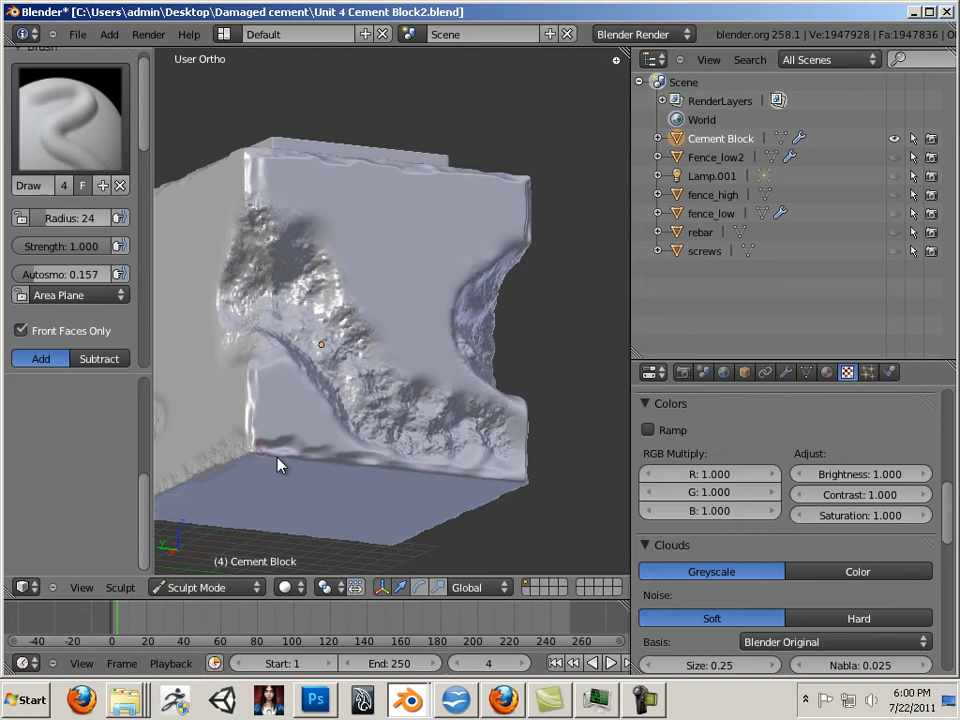 Blender* [C:\Users\admin\Desktop\Damaged cement\Unit 4 Cement Block2.blend]
File Add Render Help Default Scene Blender Render blender.org 258.1 | Ve:1947928 | Fa:1947836 | O
Brush
User Ortho
View Search All Scenes
Scene
RenderLayers
World
Cement Block
Fence_low2
Lamp.001
fence_high
fence_low
rebar
screws
Draw 4 F
Radius: 24
Strength: 1.000
Autosmo: 0.157
Area Plane
Front Faces Only
Add Subtract
Colors
Ramp
RGB Multiply: Adjust:
R: 1.000 Brightness: 1.000
G: 1.000 Contrast: 1.000
B: 1.000 Saturation: 1.000
Clouds
Greyscale Color
Noise:
Soft Hard
Basis: Blender Original
Size: 0.25 Nabla: 0.025
z
y
(4) Cement Block
View Sculpt Sculpt Mode Global
-40 -20 0 20 40 60 80 100 120 140 160 180 200 220 240 260 280
View Frame Playback Start: 1 End: 250 4
Start Ps 6:00 PM
7/22/2011